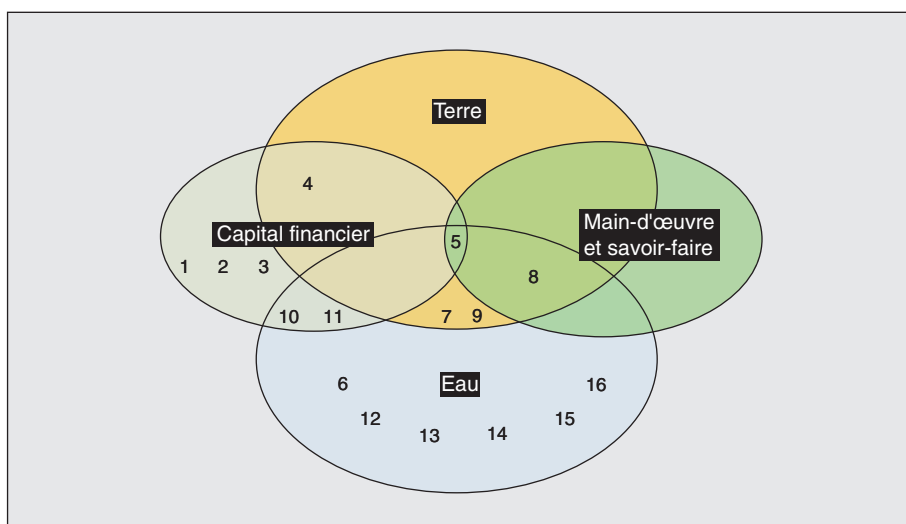 Terre
4
Capital financier
Main-d'œuvre
et savoir-faire
5
1 2 3
8
10 11
7 9
Eau
6
16
12
15
13
14